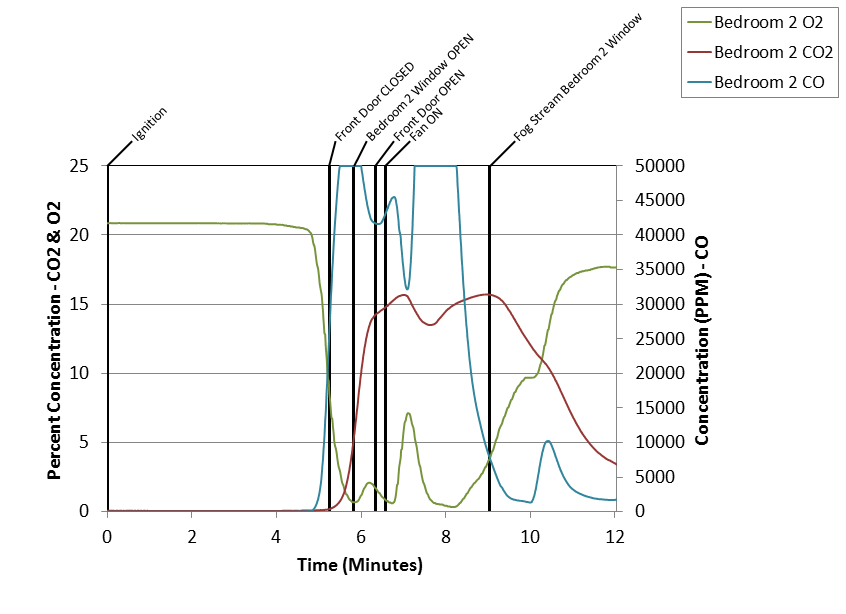 Bedroom 2 O2
Bedroom 2 CO2
Bedroom 2 CO
Ignition
Front Door CLOSED
Bedroom 2 Window OPEN
Front Door OPEN
Fan ON
Fog Stream Bedroom 2 Window
Percent Concentration - CO2 & O2
25
20
15
10
5
0
50000
45000
40000
35000
30000
25000
20000
15000
10000
5000
0
Concentration (PPM) - CO
0 2 4 6 8 10 12
Time (Minutes)